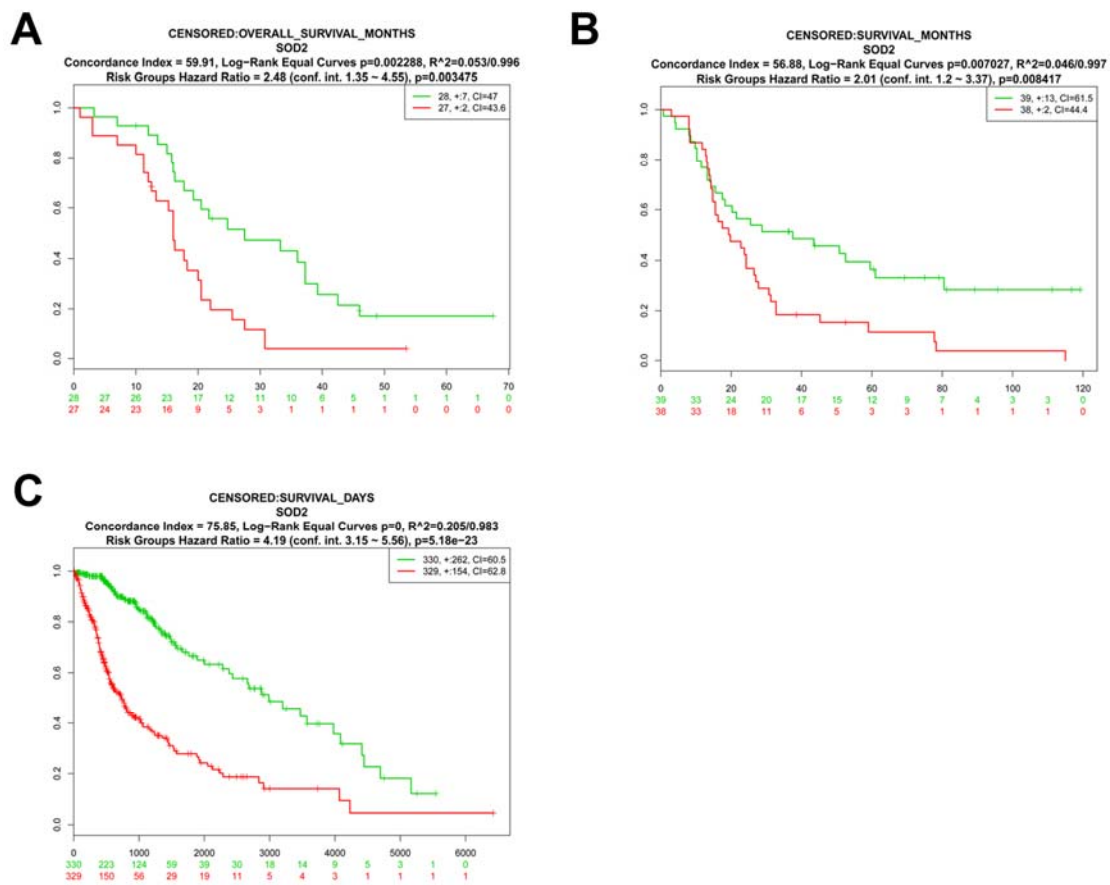 A
CENSORED:OVERALL_SURVIVAL_MONTHS
SOD2
Concordance Index = 59.91, Log−Rank Equal Curves p=0.002288, R^2=0.053/0.996
Risk Groups Hazard Ratio = 2.48 (conf. int. 1.35 ~ 4.55), p=0.003475
28, +:7, CI=47
27, +:2, CI=43.6
1.0
0.8
0.6
0.4
0.2
0.0
0 10 20 30 40 50 60 70
28 27 26 23 17 12 11 10 6 5 1 1 1 1 0
27 24 23 16 9 5 3 1 1 1 1 0 0 0 0
B
CENSORED:SURVIVAL_MONTHS
SOD2
Concordance Index = 56.88, Log−Rank Equal Curves p=0.007027, R^2=0.046/0.997
Risk Groups Hazard Ratio = 2.01 (conf. int. 1.2 ~ 3.37), p=0.008417
39, +:13, CI=61.5
38, +:2, CI=44.4
1.0
0.8
0.6
0.4
0.2
0.0
0 20 40 60 80 100 120
39 33 24 20 17 15 12 9 7 4 3 3 0
38 33 18 11 6 5 3 3 1 1 1 1 0
C
CENSORED:SURVIVAL_DAYS
SOD2
Concordance Index = 75.85, Log−Rank Equal Curves p=0, R^2=0.205/0.983
Risk Groups Hazard Ratio = 4.19 (conf. int. 3.15 ~ 5.56), p=5.18e−23
330, +:262, CI=60.5
329, +:154, CI=62.8
1.0
0.8
0.6
0.4
0.2
0.0
0 1000 2000 3000 4000 5000 6000
330 223 124 59 39 30 18 14 9 5 3 1 0
329 150 56 29 19 11 5 4 3 1 1 1 1